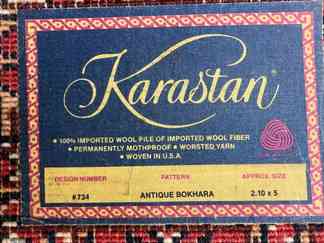 Karastan®
• 100% IMPORTED WOOL PILE OF IMPORTED WOOL FIBER
• PERMANENTLY MOTHPROOF • WORSTED YARN
• WOVEN IN U.S.A.
DESIGN NUMBER PATTERN APPROX. SIZE
#734 ANTIQUE BOKHARA 2.10 x 5